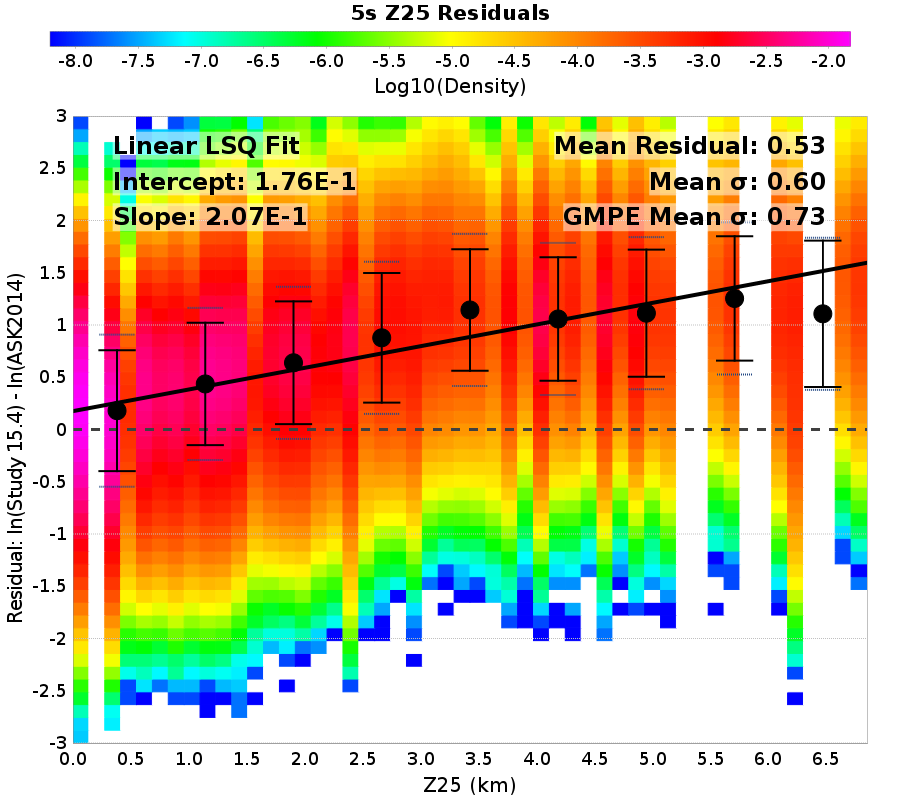 5s Z25 Residuals
-8.0 -7.5 -7.0 -6.5 -6.0 -5.5 -5.0 -4.5 -4.0 -3.5 -3.0 -2.5 -2.0
Log10(Density)
Linear LSQ Fit
Intercept: 1.76E-1
Slope: 2.07E-1
Mean Residual: 0.53
Mean σ: 0.60
GMPE Mean σ: 0.73
Residual: ln(Study 15.4) - ln(ASK2014)
3
2.5
2
1.5
1
0.5
0
-0.5
-1
-1.5
-2
-2.5
-3
0.0 0.5 1.0 1.5 2.0 2.5 3.0 3.5 4.0 4.5 5.0 5.5 6.0 6.5
Z25 (km)